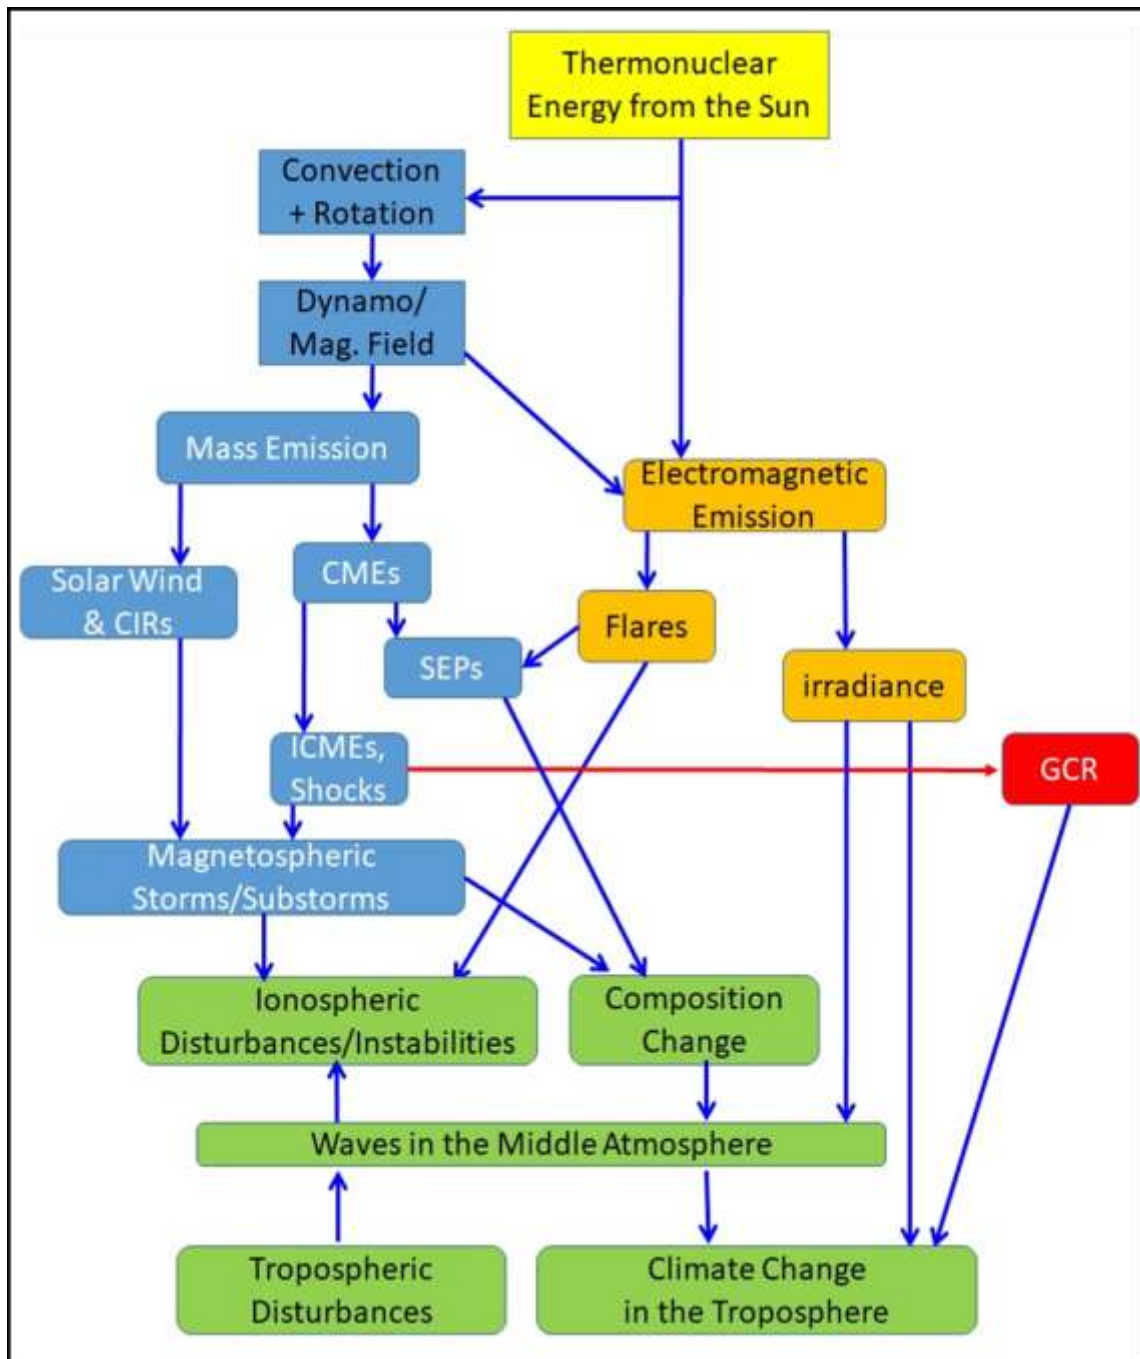 Thermonuclear
Energy from the Sun
Convection
+ Rotation
Dynamo/
Mag. Field
Mass Emission
Electromagnetic
Emission
Solar Wind
& CIRs
CMEs
Flares
SEPs
irradiance
ICMEs,
Shocks
GCR
Magnetospheric
Storms/Substorms
Ionospheric
Disturbances/Instabilities
Composition
Change
Waves in the Middle Atmosphere
Tropospheric
Disturbances
Climate Change
in the Troposphere